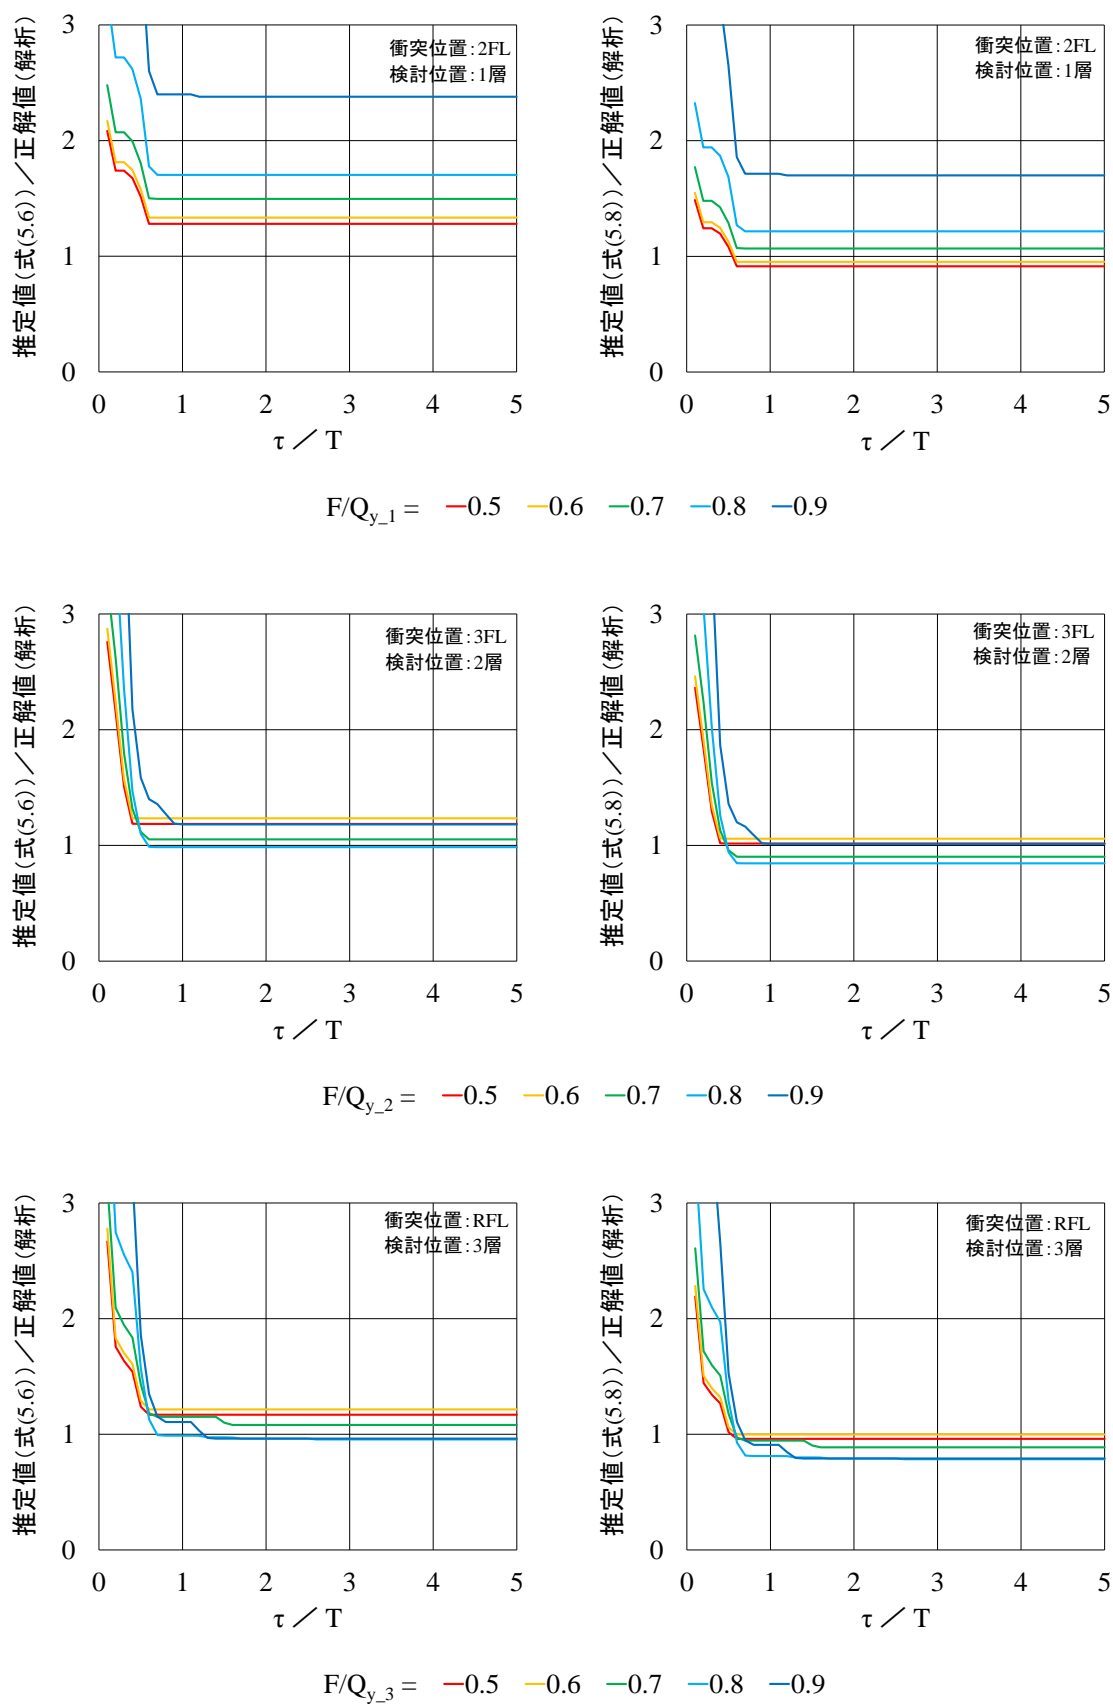 推定値(式(5.6))／正解値(解析)
衝突位置：2FL
検討位置：1層
3
2
1
0
0 1 2 3 4 5
τ ／ T
推定値(式(5.8))／正解値(解析)
衝突位置：2FL
検討位置：1層
3
2
1
0
0 1 2 3 4 5
τ ／ T
F/Qy_1 = 0.5 0.6 0.7 0.8 0.9
推定値(式(5.6))／正解値(解析)
衝突位置：3FL
検討位置：2層
3
2
1
0
0 1 2 3 4 5
τ ／ T
推定値(式(5.8))／正解値(解析)
衝突位置：3FL
検討位置：2層
3
2
1
0
0 1 2 3 4 5
τ ／ T
F/Qy_2 = 0.5 0.6 0.7 0.8 0.9
推定値(式(5.6))／正解値(解析)
衝突位置：RFL
検討位置：3層
3
2
1
0
0 1 2 3 4 5
τ ／ T
推定値(式(5.8))／正解値(解析)
衝突位置：RFL
検討位置：3層
3
2
1
0
0 1 2 3 4 5
τ ／ T
F/Qy_3 = 0.5 0.6 0.7 0.8 0.9